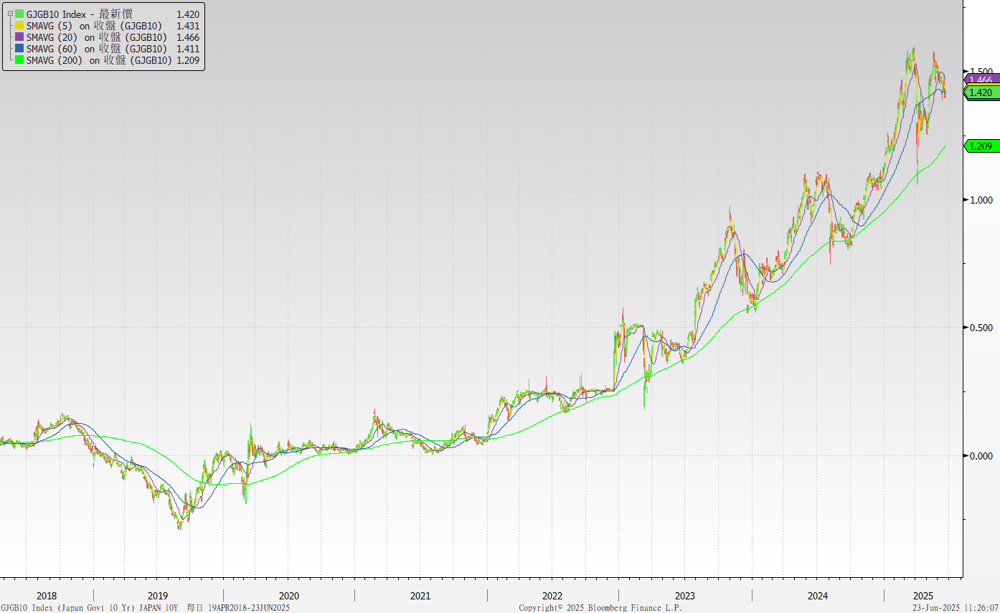 GJGB10 Index - 最新價 1.420
SMAVG (5) on 收盤 (GJGB10) 1.431
SMAVG (20) on 收盤 (GJGB10) 1.466
SMAVG (60) on 收盤 (GJGB10) 1.411
SMAVG (200) on 收盤 (GJGB10) 1.209
1.500
1.466
1.420
1.209
1.000
0.500
0.000
2018 2019 2020 2021 2022 2023 2024 2025
GJGB10 Index (Japan Govt 10 Yr) JAPAN 10Y 每日 19APR2018-23JUN2025 Copyright© 2025 Bloomberg Finance L.P. 23-Jun-2025 11:26:07